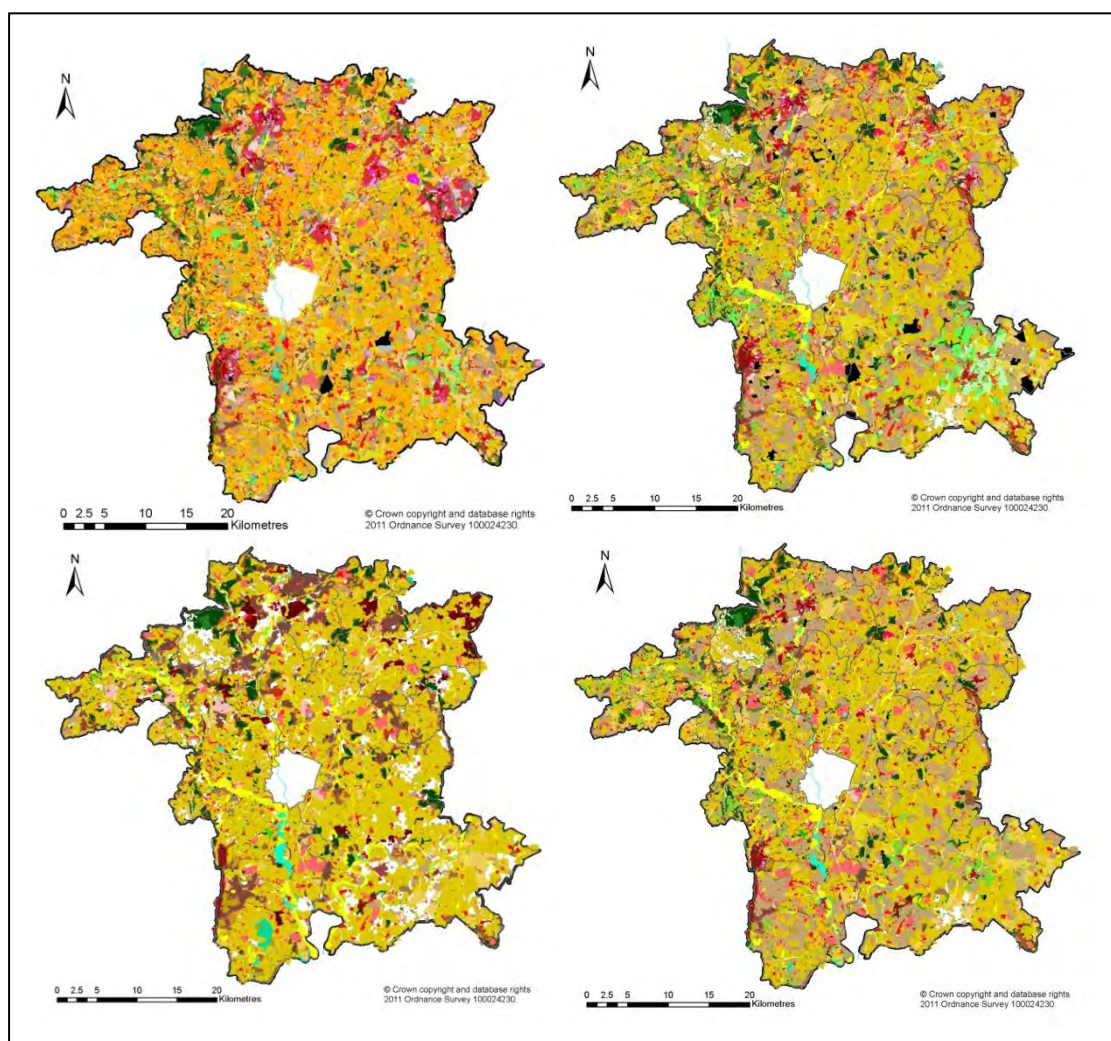 N
0 2.5 5 10 15 20
Kilometres
© Crown copyright and database rights
2011 Ordnance Survey 100024230.
N
0 2.5 5 10 15 20
Kilometres
© Crown copyright and database rights
2011 Ordnance Survey 100024230.
N
0 2.5 5 10 15 20
Kilometres
© Crown copyright and database rights
2011 Ordnance Survey 100024230.
N
0 2.5 5 10 15 20
Kilometres
© Crown copyright and database rights
2011 Ordnance Survey 100024230.